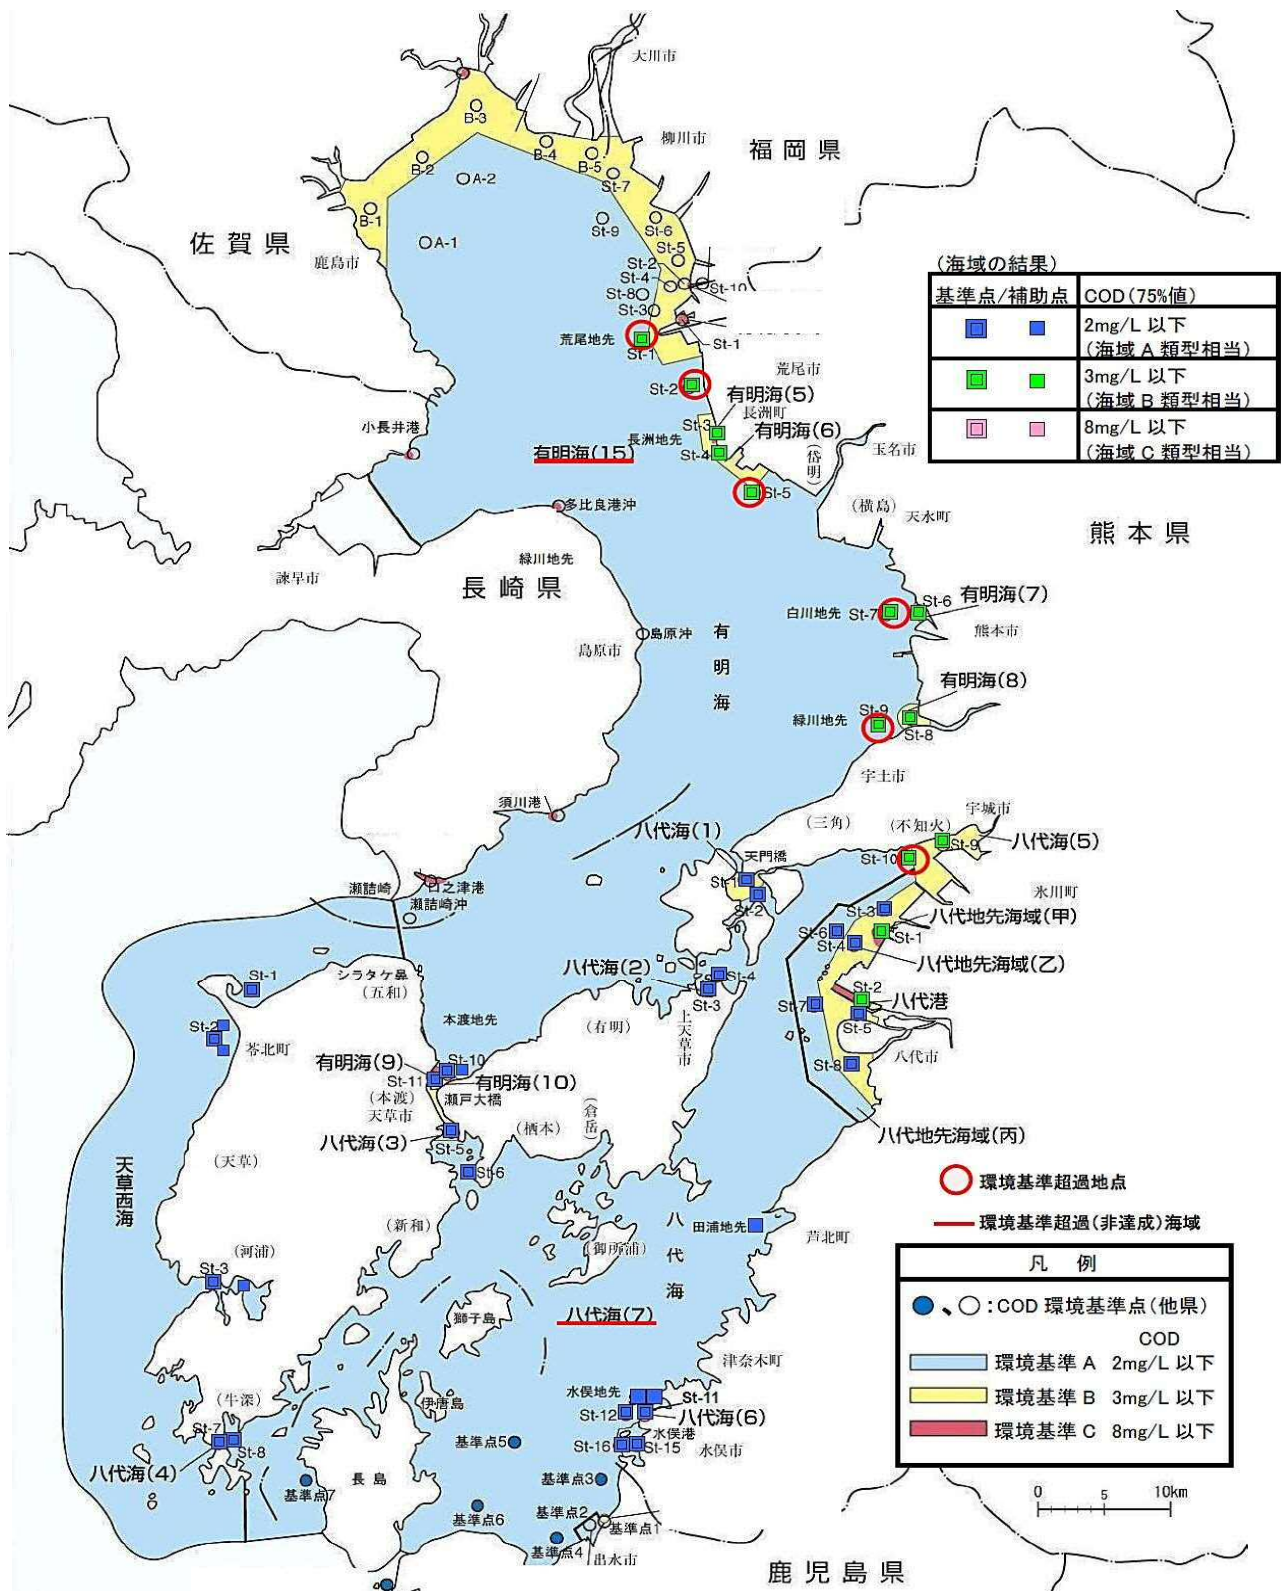 大川市
B-3
柳川市
福岡県
B-4
B-5
B-2
A-2
St-7
B-1
St-9
St-6
佐賀県
A-1
St-5
鹿島市
St-2
St-4
St-10
St-8
St-3
荒尾地先
St-1
St-1
荒尾市
St-2
有明海(5)
長洲町
St-3
小長井港
長洲地先
有明海(6)
有明海(15)
St-4
(岱明)
玉名市
St-5
多比良港沖
(横島)
天水町
熊本県
緑川地先
諫早市
長崎県
St-6
有明海(7)
白川地先
St-7
有明海
島原沖
熊本市
島原市
有明海(8)
St-9
緑川地先
St-8
宇土市
須川港
宇城市
(三角)
(不知火)
八代海(1)
八代海(5)
天門橋
St-9
St-10
St-1
瀬詰崎
口之津港
氷川町
瀬詰崎沖
St-2
St-3
八代地先海域(甲)
St-6
St-1
St-4
八代地先海域(乙)
シラタケ鼻
八代海(2)
St-1
St-4
(五和)
St-3
St-2
八代港
St-7
本渡地先
(有明)
St-5
上天草市
St-2
苓北町
八代市
有明海(9)
St-10
St-8
St-11
有明海(10)
(本渡)
瀬戸大橋
天草市
(倉岳)
(栖本)
八代海(3)
St-5
八代地先海域(丙)
天草西海
(天草)
St-6
八代海
田浦地先
(新和)
(御所浦)
芦北町
(河浦)
St-3
獅子島
八代海(7)
津奈木町
(牛深)
伊唐島
水俣地先
St-11
St-12
八代海(6)
St-7
水俣港
St-8
基準点5
St-16
St-15
水俣市
八代海(4)
長島
基準点3
基準点7
基準点6
基準点2
基準点1
基準点4
出水市
鹿児島県
(海域の結果)
基準点/補助点 COD(75%値)
2mg/L 以下
(海域 A 類型相当)
3mg/L 以下
(海域 B 類型相当)
8mg/L 以下
(海域 C 類型相当)
環境基準超過地点
環境基準超過(非達成)海域
凡 例
、 :COD 環境基準点(他県)
COD
環境基準 A 2mg/L 以下
環境基準 B 3mg/L 以下
環境基準 C 8mg/L 以下
0 5 10km